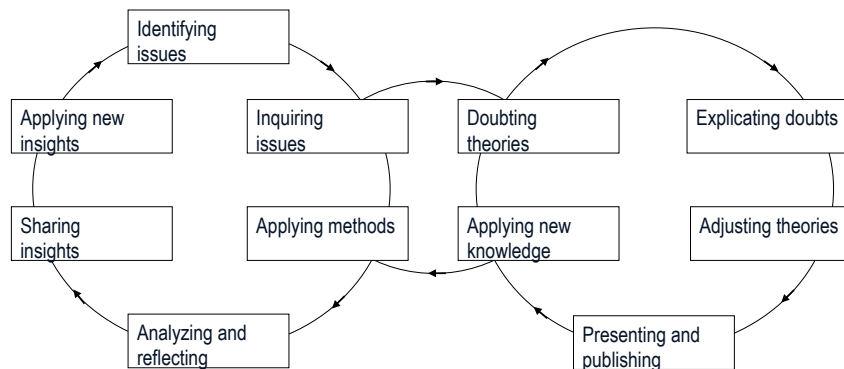 Identifying
issues
Applying new
insights
Inquiring
issues
Doubting
theories
Explicating doubts
Sharing
insights
Applying methods
Applying new
knowledge
Adjusting theories
Analyzing and
reflecting
Presenting and
publishing